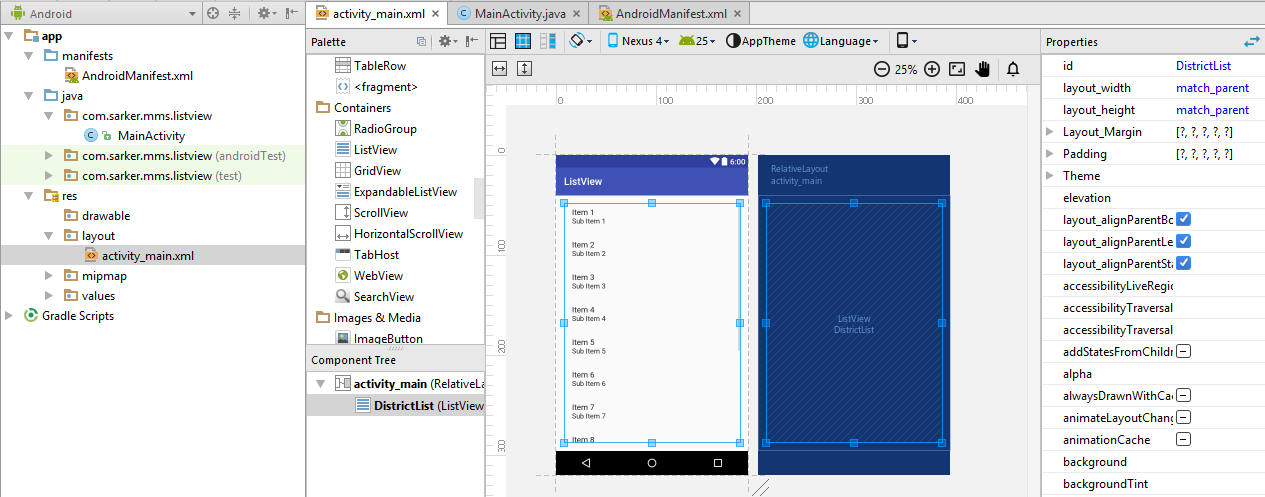 Android
app
manifests
AndroidManifest.xml
java
com.sarker.mms.listview
MainActivity
com.sarker.mms.listview (androidTest)
com.sarker.mms.listview (test)
res
drawable
layout
activity_main.xml
mipmap
values
Gradle Scripts
activity_main.xml
MainActivity.java
AndroidManifest.xml
Palette
TableRow
<fragment>
Containers
RadioGroup
ListView
GridView
ExpandableListView
ScrollView
HorizontalScrollView
TabHost
WebView
SearchView
Images & Media
ImageButton
Component Tree
activity_main (RelativeLa
DistrictList (ListView
Nexus 4
25
AppTheme
Language
25%
0 100 200 300 400
0
100
200
300
6:00
ListView
Item 1
Sub Item 1
Item 2
Sub Item 2
Item 3
Sub Item 3
Item 4
Sub Item 4
Item 5
Sub Item 5
Item 6
Sub Item 6
Item 7
Sub Item 7
Item 8
RelativeLayout
activity_main
ListView
DistrictList
Properties
id DistrictList
layout_width match_parent
layout_height match_parent
Layout_Margin [?, ?, ?, ?, ?]
Padding [?, ?, ?, ?, ?]
Theme
elevation
layout_alignParentBo
layout_alignParentLe
layout_alignParentSta
accessibilityLiveRegio
accessibilityTraversal
accessibilityTraversal
addStatesFromChildr
alpha
alwaysDrawnWithCac
animateLayoutChang
animationCache
background
backgroundTint